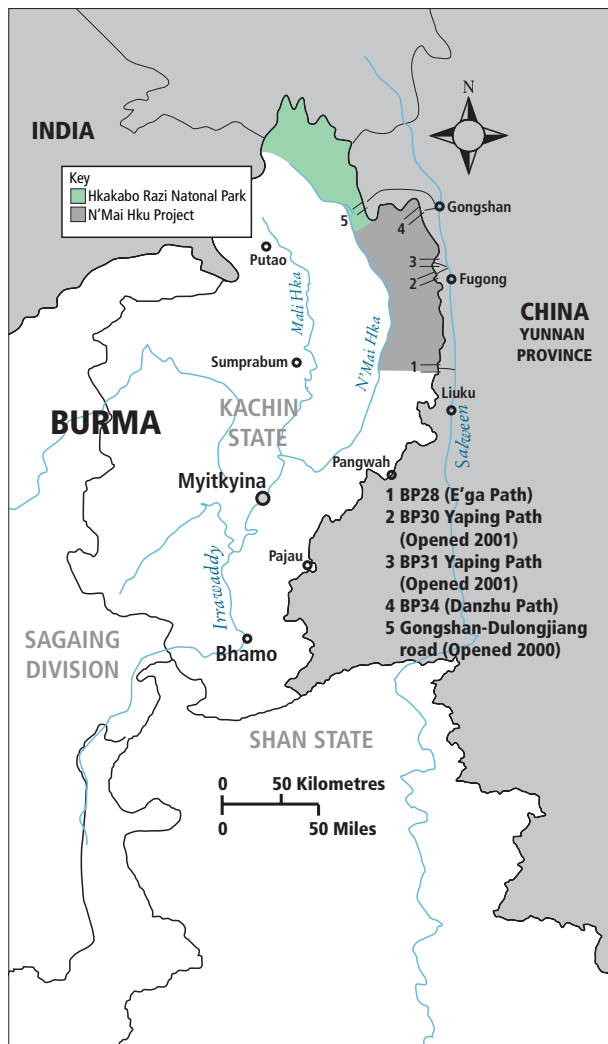 N
INDIA
Key
Hkakabo Razi Natonal Park
N'Mai Hku Project
5
4
Gongshan
3
2
Fugong
Putao
Mali Hka
N'Mai Hka
CHINA
YUNNAN
PROVINCE
Sumprabum
1
Liuku
Salween
BURMA
KACHIN
STATE
Pangwah
Myitkyina
1 BP28 (E'ga Path)
2 BP30 Yaping Path
(Opened 2001)
3 BP31 Yaping Path
(Opened 2001)
4 BP34 (Danzhu Path)
5 Gongshan-Dulongjiang
road (Opened 2000)
Pajau
Irrawaddy
Bhamo
SAGAING
DIVISION
SHAN STATE
0 50 Kilometres
0 50 Miles